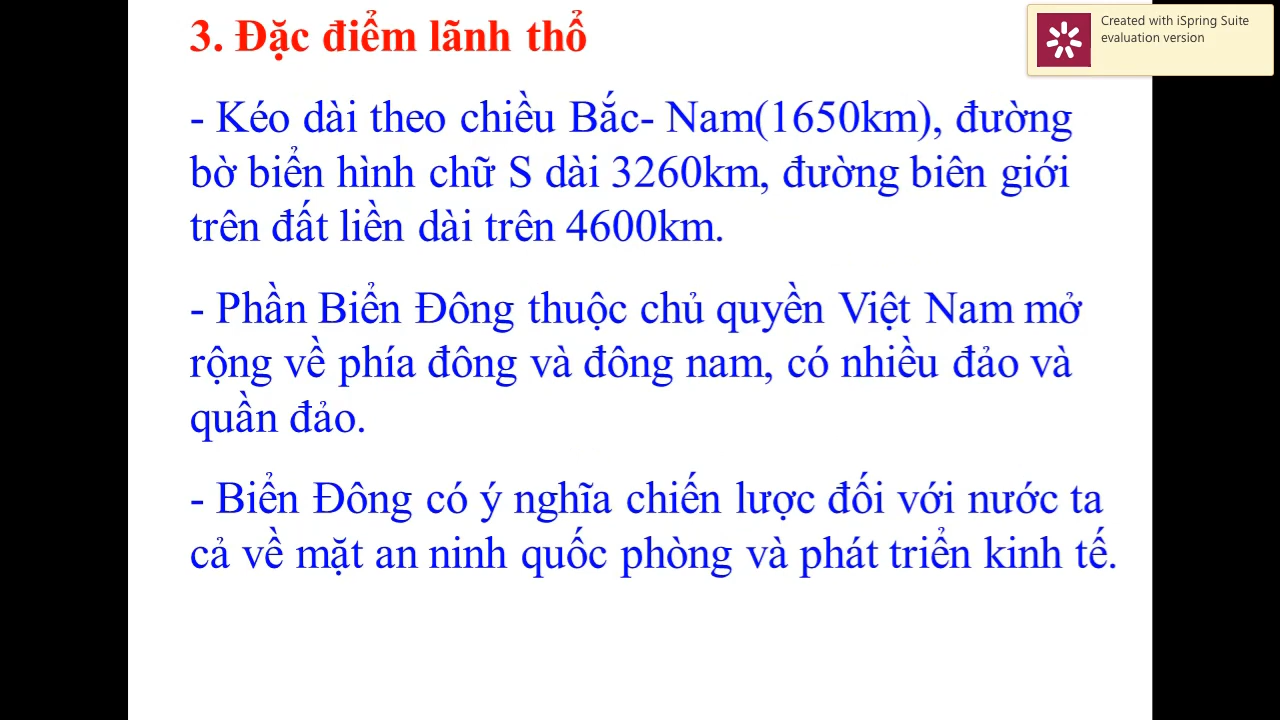 3. Đặc điểm lãnh thổ
Created with iSpring Suite
evaluation version
- Kéo dài theo chiều Bắc- Nam(1650km), đường
bờ biển hình chữ S dài 3260km, đường biên giới
trên đất liền dài trên 4600km.
- Phần Biển Đông thuộc chủ quyền Việt Nam mở
rộng về phía đông và đông nam, có nhiều đảo và
quần đảo.
- Biển Đông có ý nghĩa chiến lược đối với nước ta
cả về mặt an ninh quốc phòng và phát triển kinh tế.